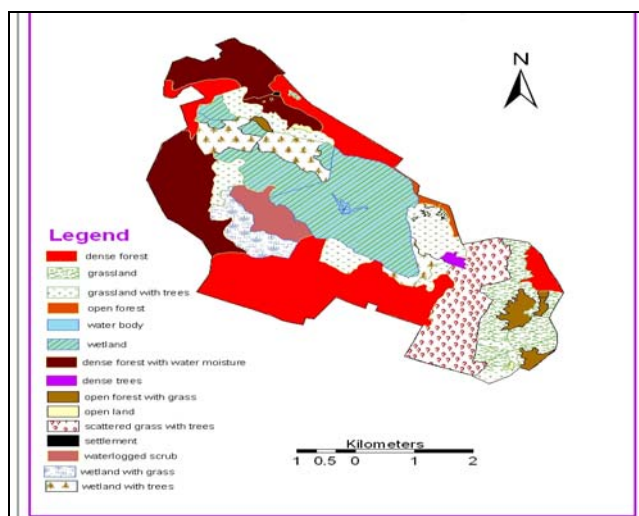 N
Legend
dense forest
grassland
grassland with trees
open forest
water body
wetland
dense forest with water moisture
dense trees
open forest with grass
open land
scattered grass with trees
settlement
waterlogged scrub
wetland with grass
wetland with trees
Kilometers
1 0.5 0 1 2